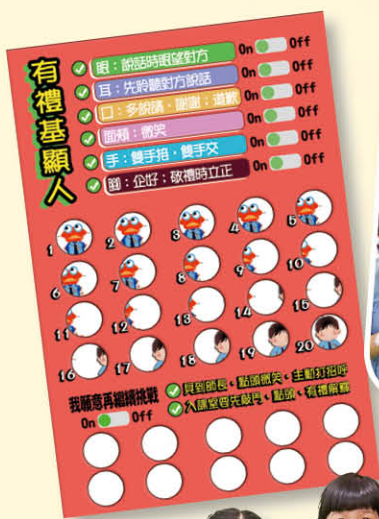 有禮基顯人
眼：說話時眼望對方 On Off
耳：先聆聽對方說話 On Off
口：多說請、謝謝；道歉 On Off
面頰：微笑 On Off
手：雙手拍，雙手交 On Off
腳：企好；敬禮時立正 On Off
1 2 3 4 5
6 7 8 9 10
11 12 13 14 15
16 17 18 19 20
我願意再繼續挑戰
On Off
見到師長，點頭微笑，主動打招呼
入課室要先敲門，點頭，有禮